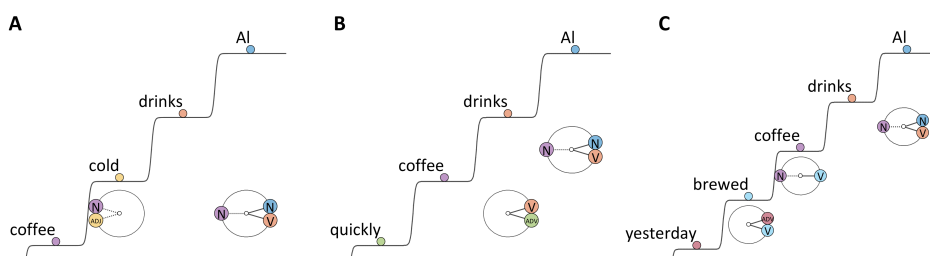 A
Al
drinks
cold
N
ADJ
N
N
V
coffee
B
Al
drinks
N
N
V
coffee
V
ADV
quickly
C
Al
drinks
N
N
V
coffee
N
V
brewed
ADV
V
yesterday